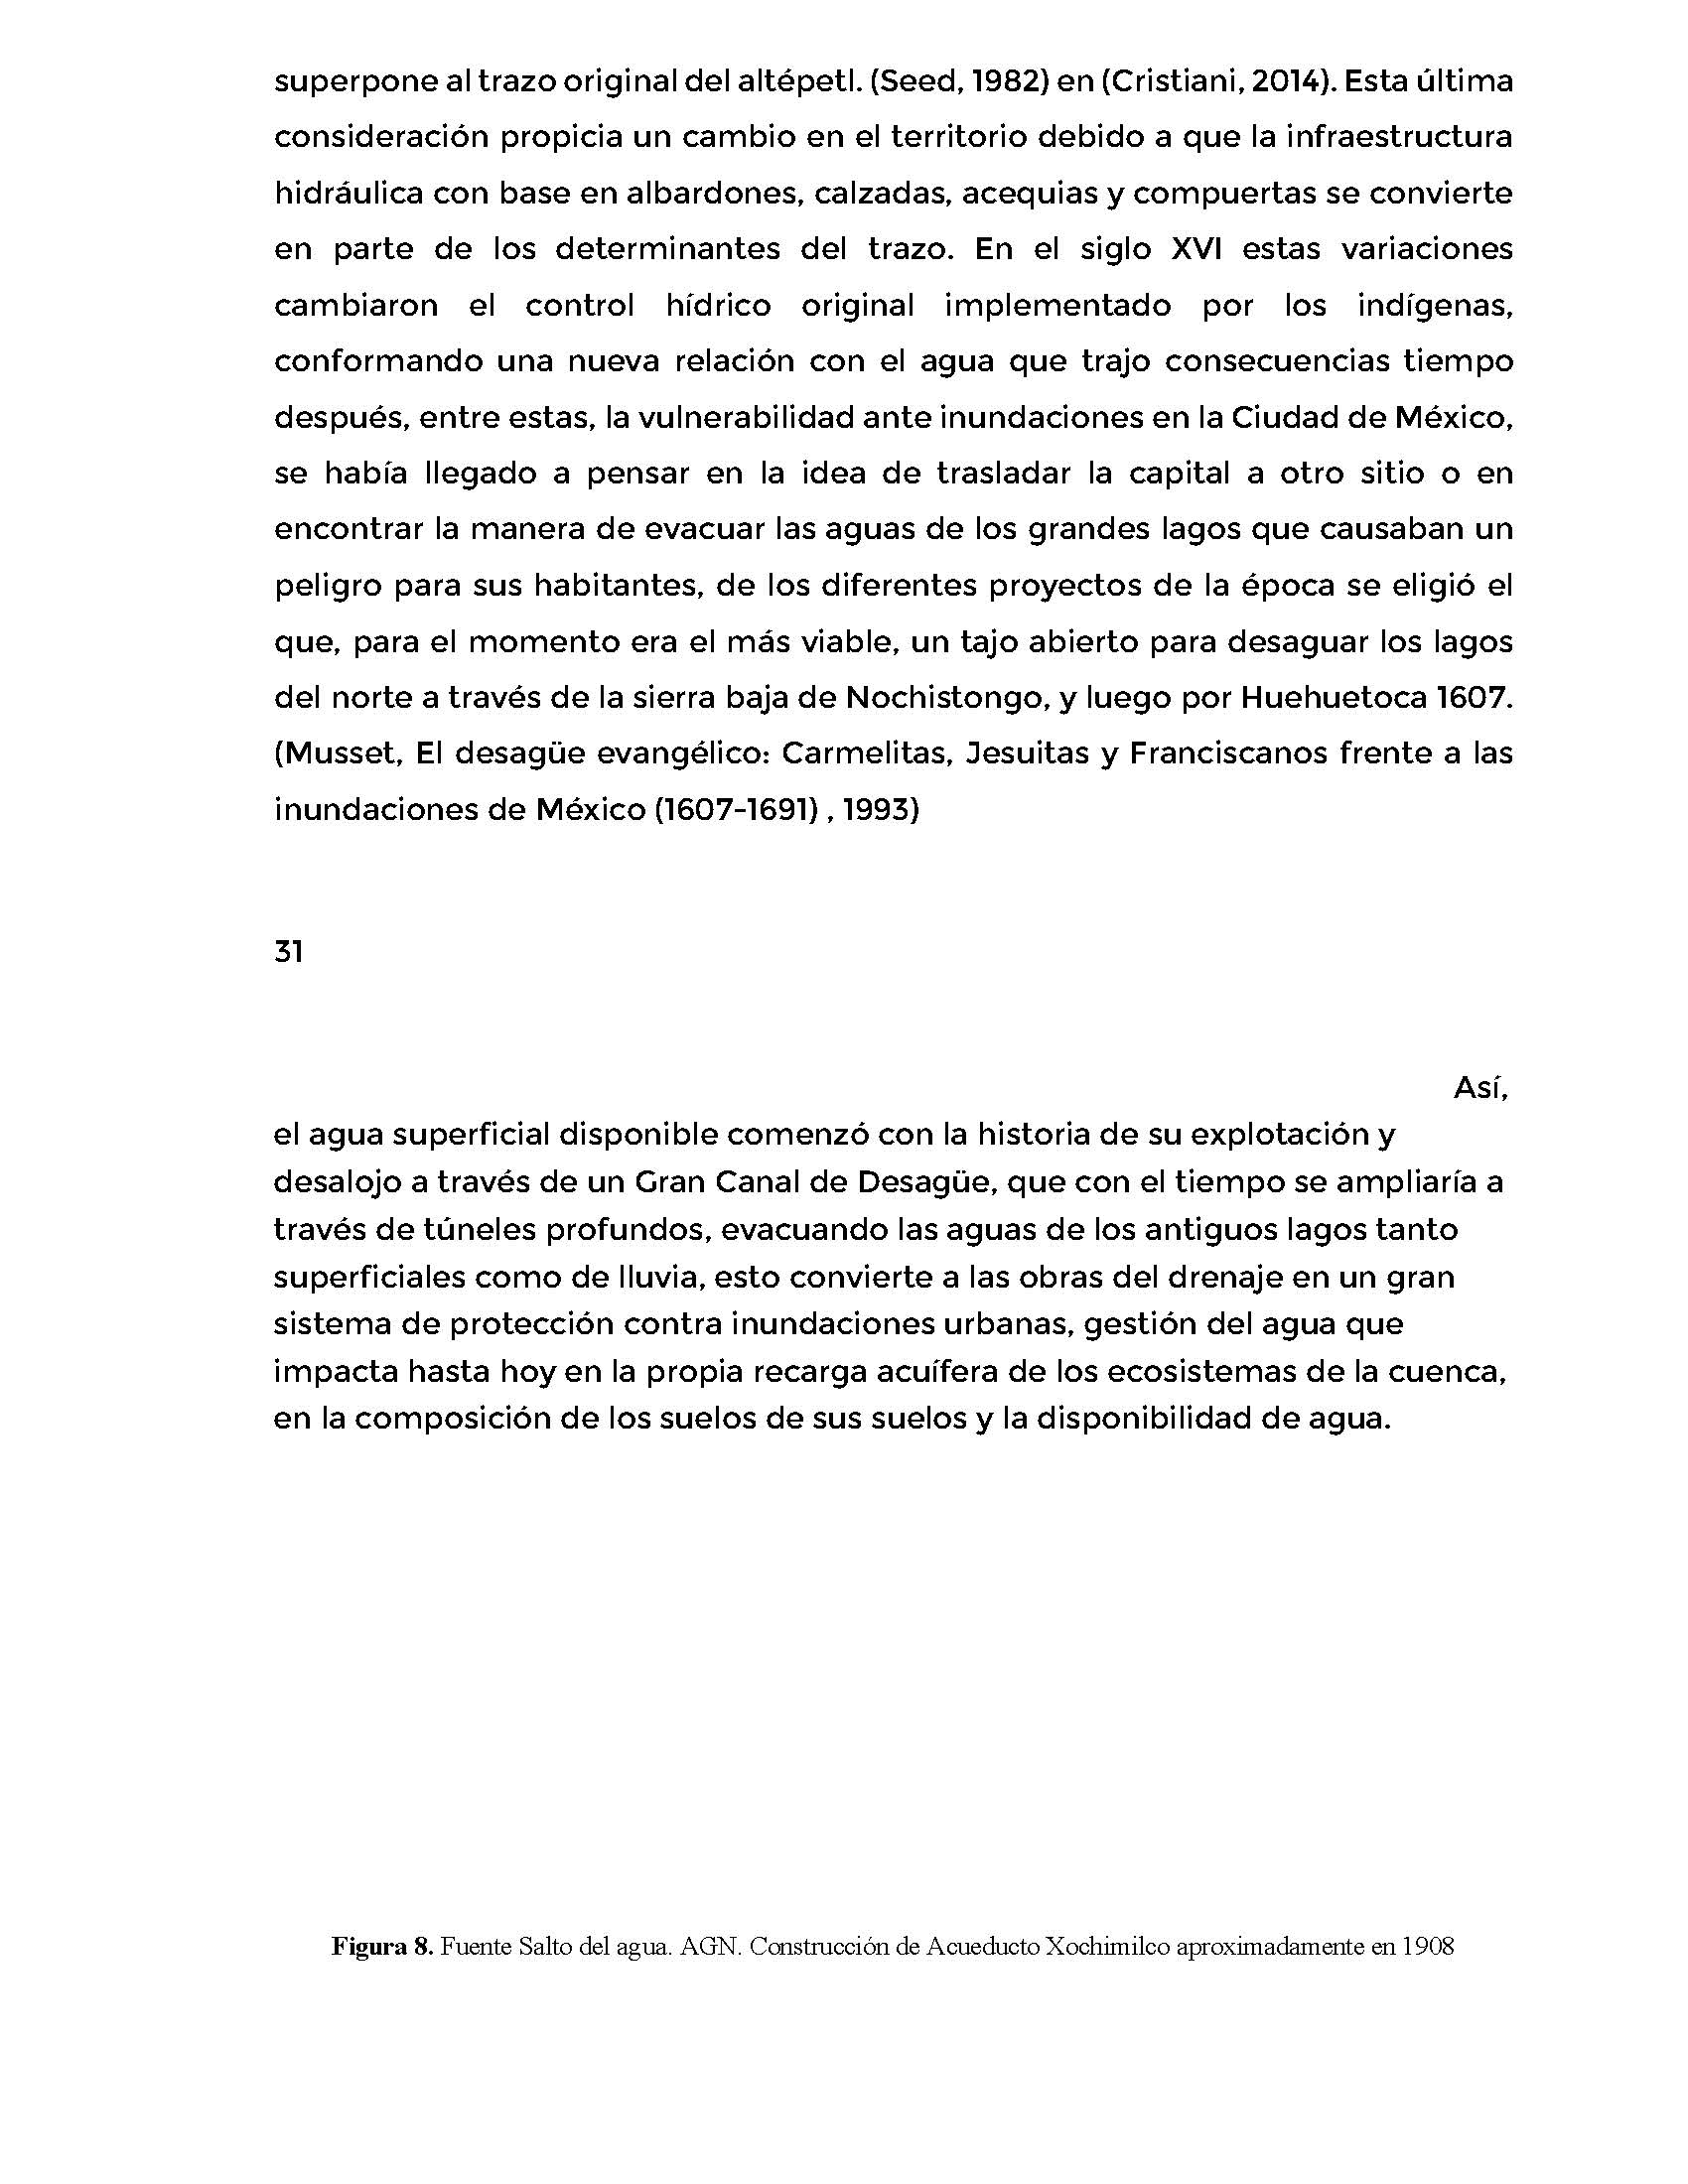 superpone al trazo original del altépetl. (Seed, 1982) en (Cristiani, 2014). Esta última
consideración propicia un cambio en el territorio debido a que la infraestructura
hidráulica con base en albardones, calzadas, acequias y compuertas se convierte
en parte de los determinantes del trazo. En el siglo XVI estas variaciones
cambiaron el control hídrico original implementado por los indígenas,
conformando una nueva relación con el agua que trajo consecuencias tiempo
después, entre estas, la vulnerabilidad ante inundaciones en la Ciudad de México,
se había llegado a pensar en la idea de trasladar la capital a otro sitio o en
encontrar la manera de evacuar las aguas de los grandes lagos que causaban un
peligro para sus habitantes, de los diferentes proyectos de la época se eligió el
que, para el momento era el más viable, un tajo abierto para desaguar los lagos
del norte a través de la sierra baja de Nochistongo, y luego por Huehuetoca 1607.
(Musset, El desagüe evangélico: Carmelitas, Jesuitas y Franciscanos frente a las
inundaciones de México (1607-1691) , 1993)
31
Así,
el agua superficial disponible comenzó con la historia de su explotación y
desalojo a través de un Gran Canal de Desagüe, que con el tiempo se ampliaría a
través de túneles profundos, evacuando las aguas de los antiguos lagos tanto
superficiales como de lluvia, esto convierte a las obras del drenaje en un gran
sistema de protección contra inundaciones urbanas, gestión del agua que
impacta hasta hoy en la propia recarga acuífera de los ecosistemas de la cuenca,
en la composición de los suelos de sus suelos y la disponibilidad de agua.
Figura 8. Fuente Salto del agua. AGN. Construcción de Acueducto Xochimilco aproximadamente en 1908